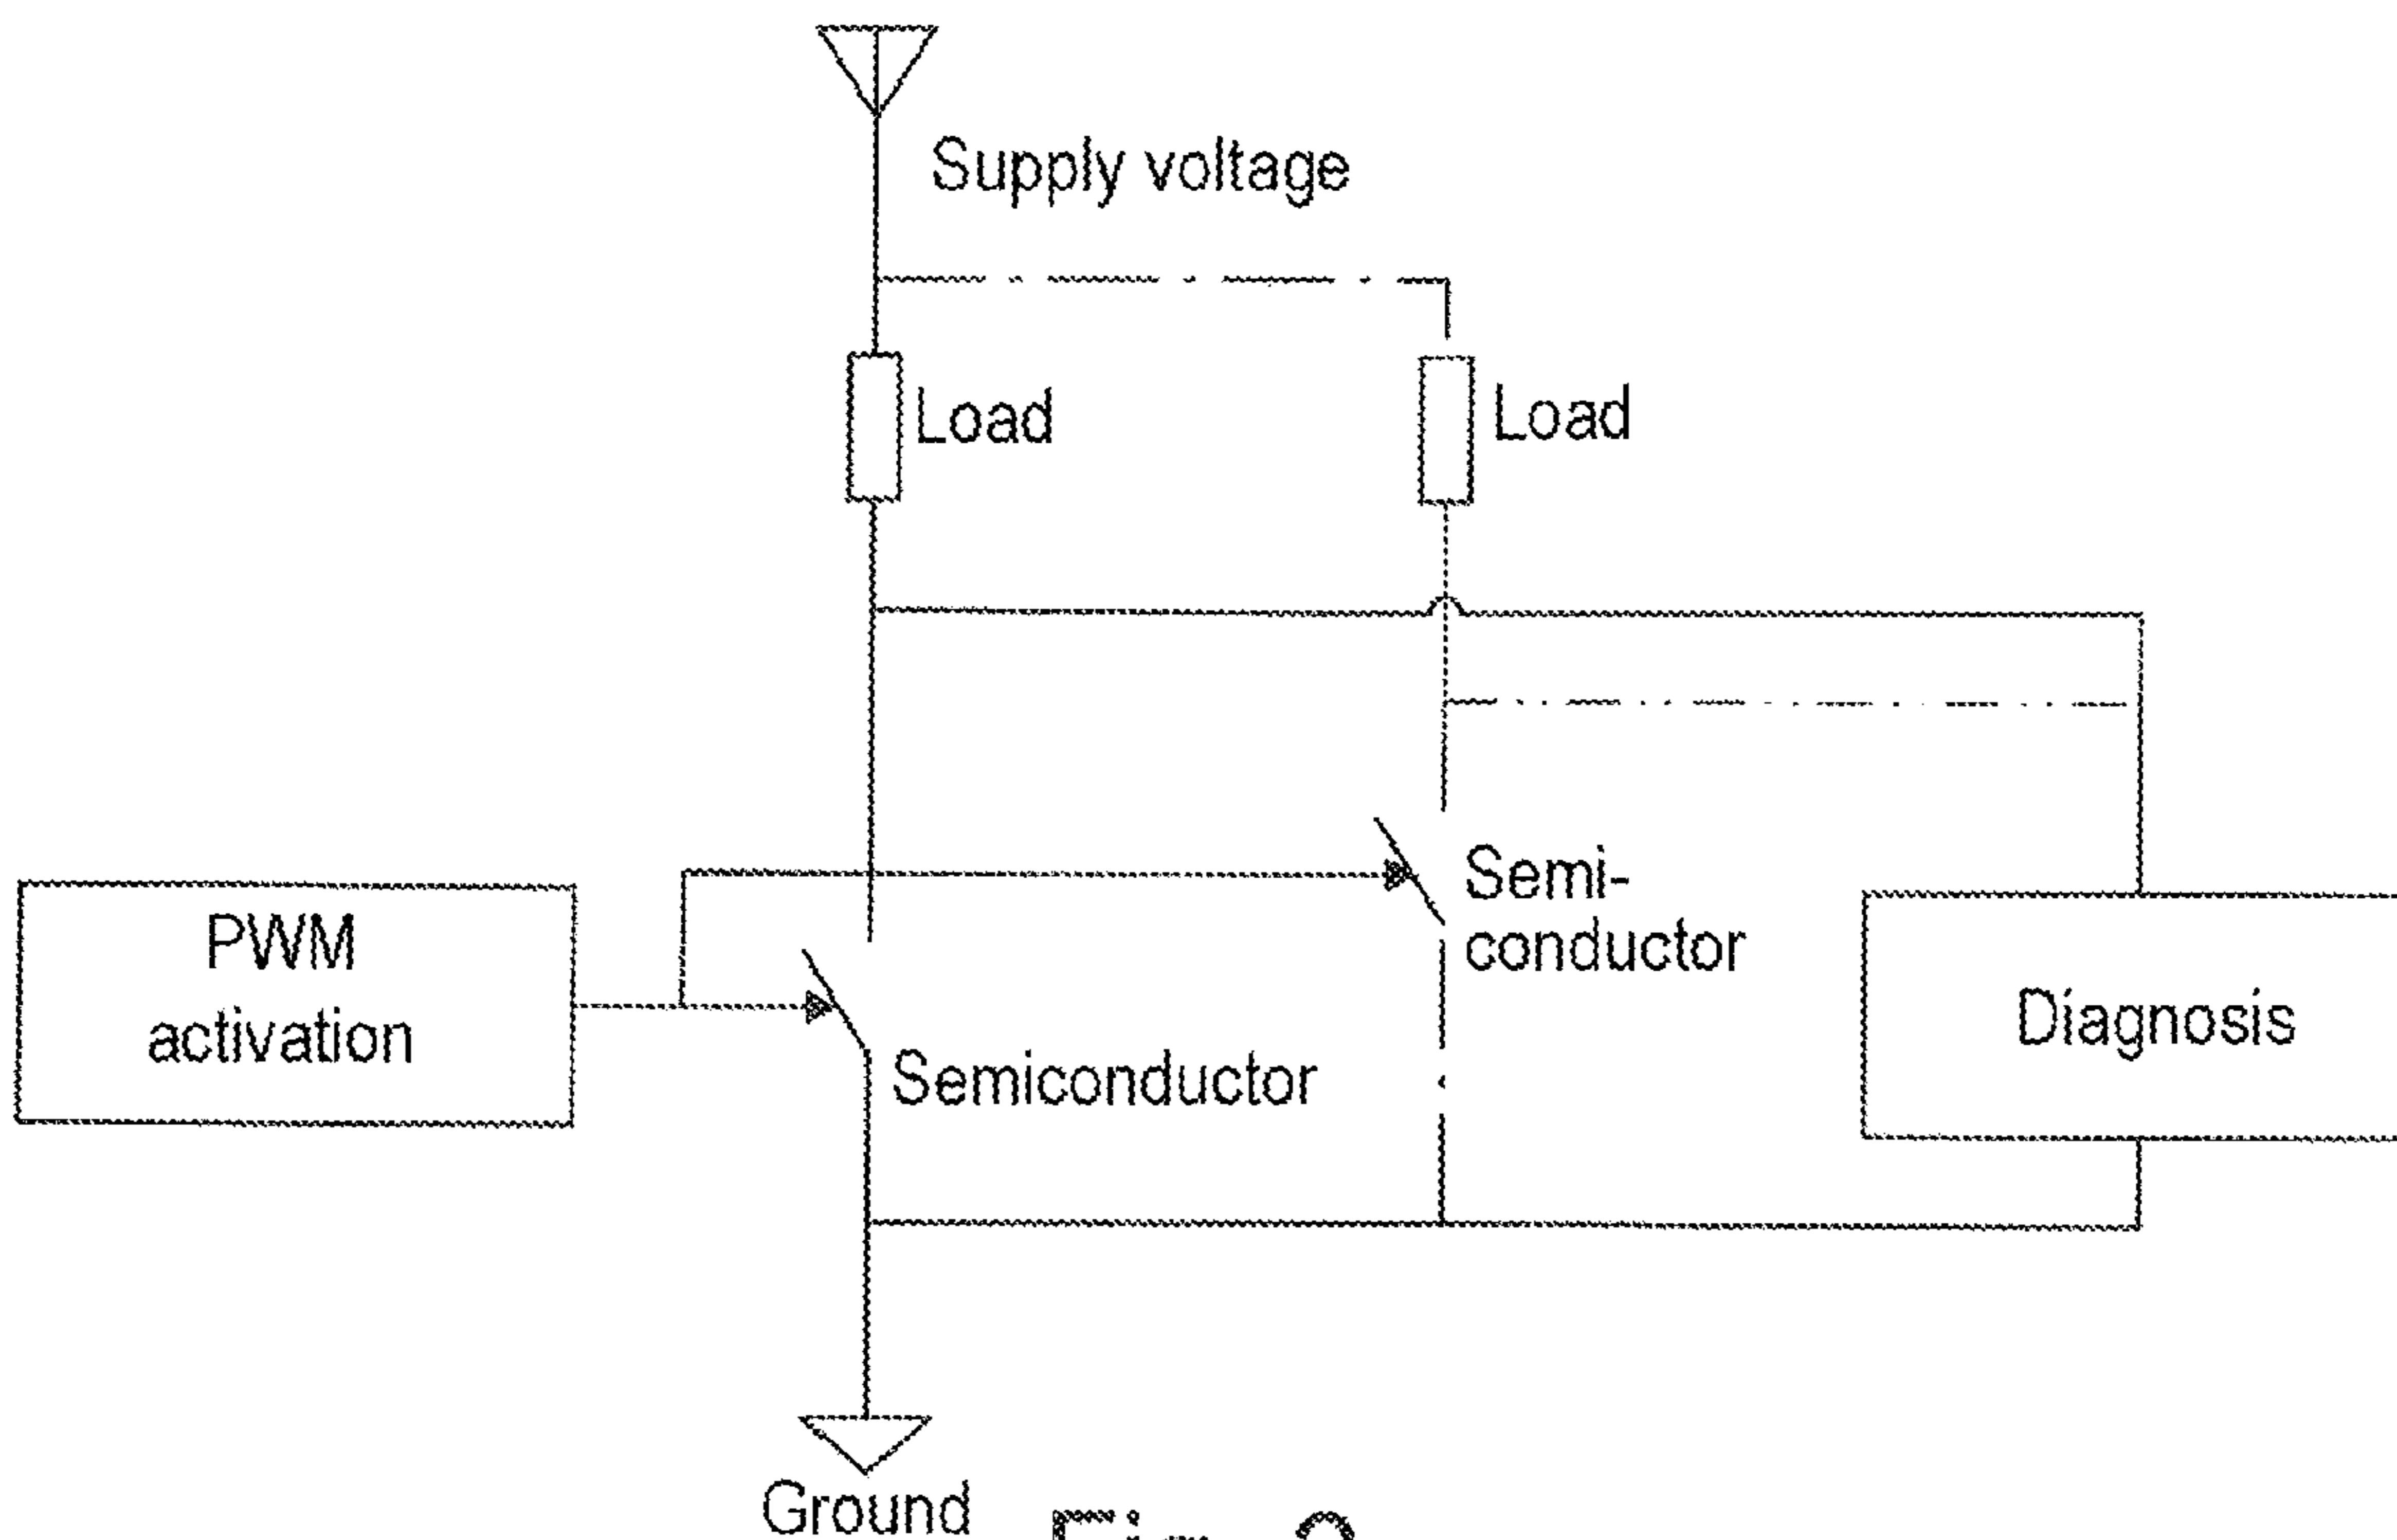 Supply voltage
Load
Load
Semi-
conductor
PWM
activation
Diagnosis
Semiconductor
Ground